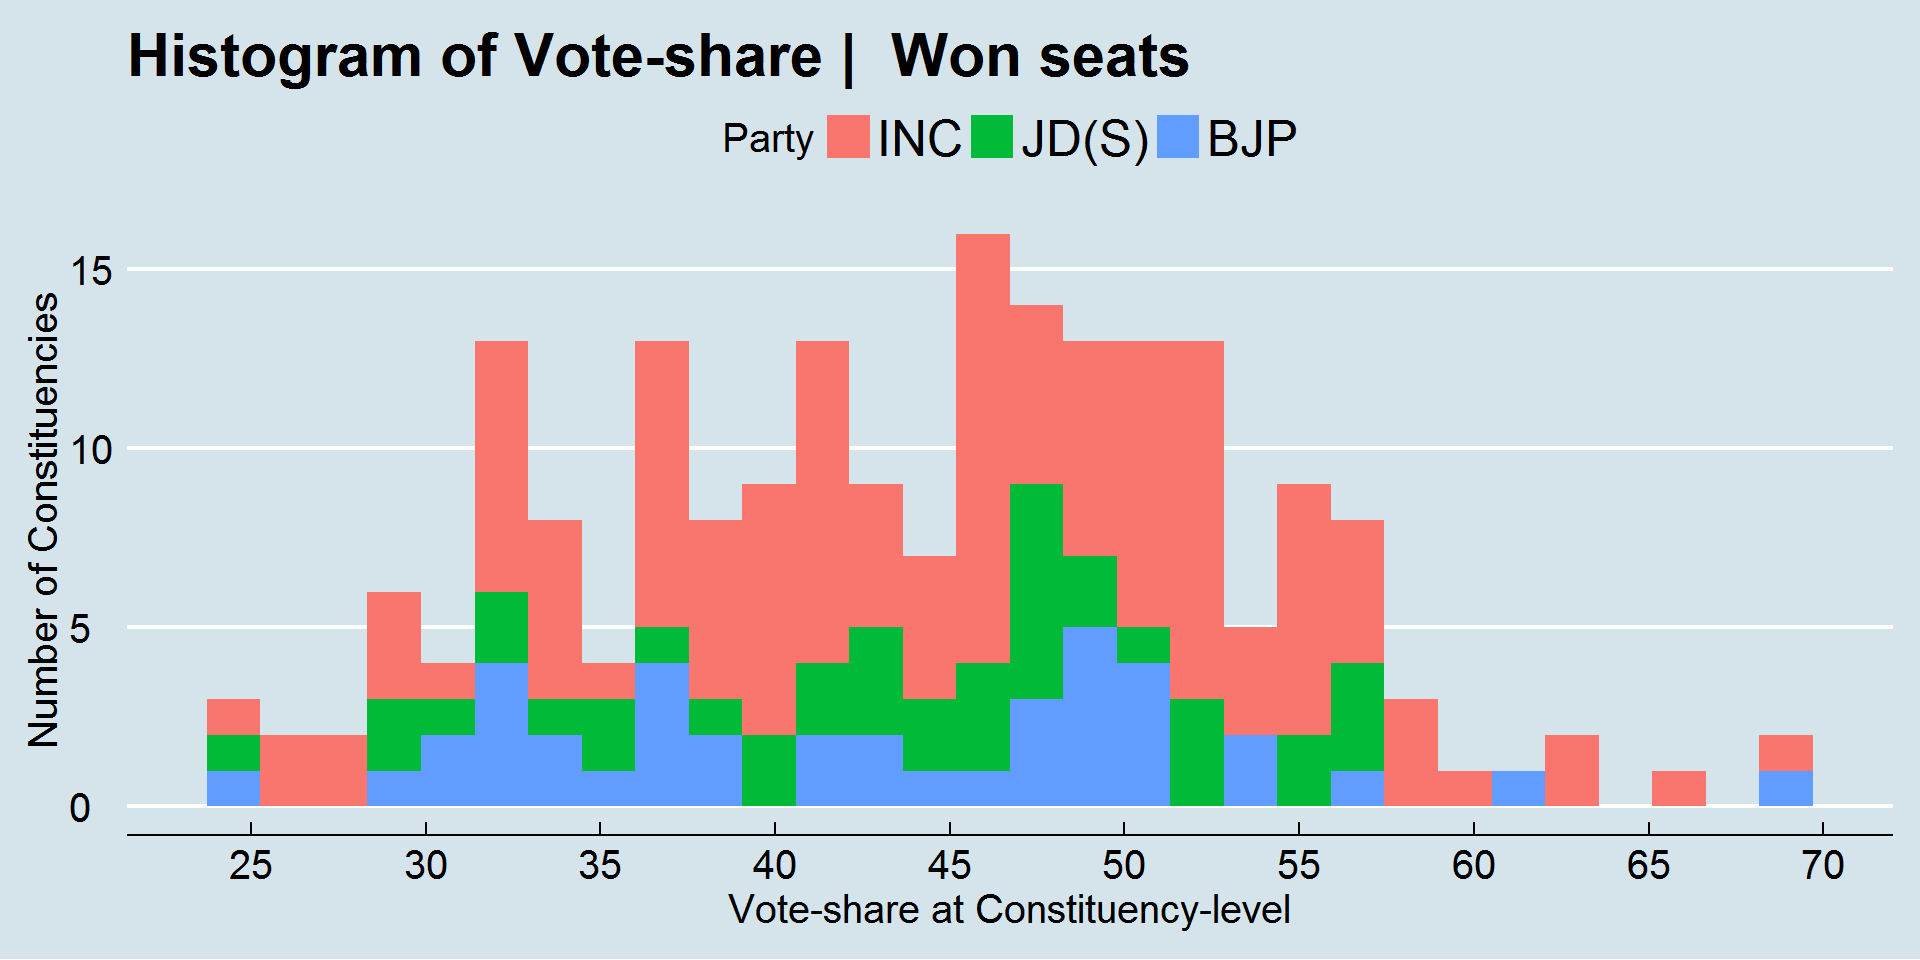 Histogram of Vote-share |  Won seats
Party INC JD(S) BJP
Number of Constituencies
15
10
5
0
25 30 35 40 45 50 55 60 65 70
Vote-share at Constituency-level